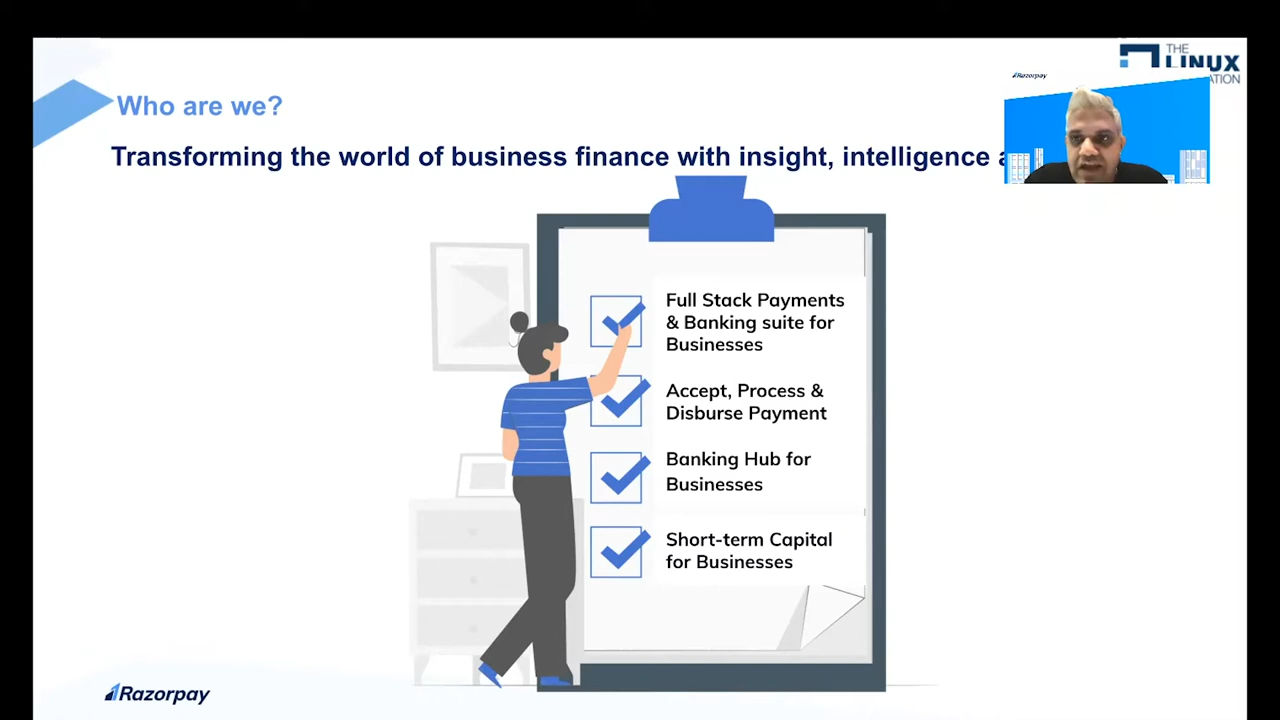 THE
LINUX
ATION
Razorpay
Who are we?
Transforming the world of business finance with insight, intelligence
Full Stack Payments
& Banking suite for
Businesses
Accept, Process &
Disburse Payment
Banking Hub for
Businesses
Short-term Capital
for Businesses
Razorpay